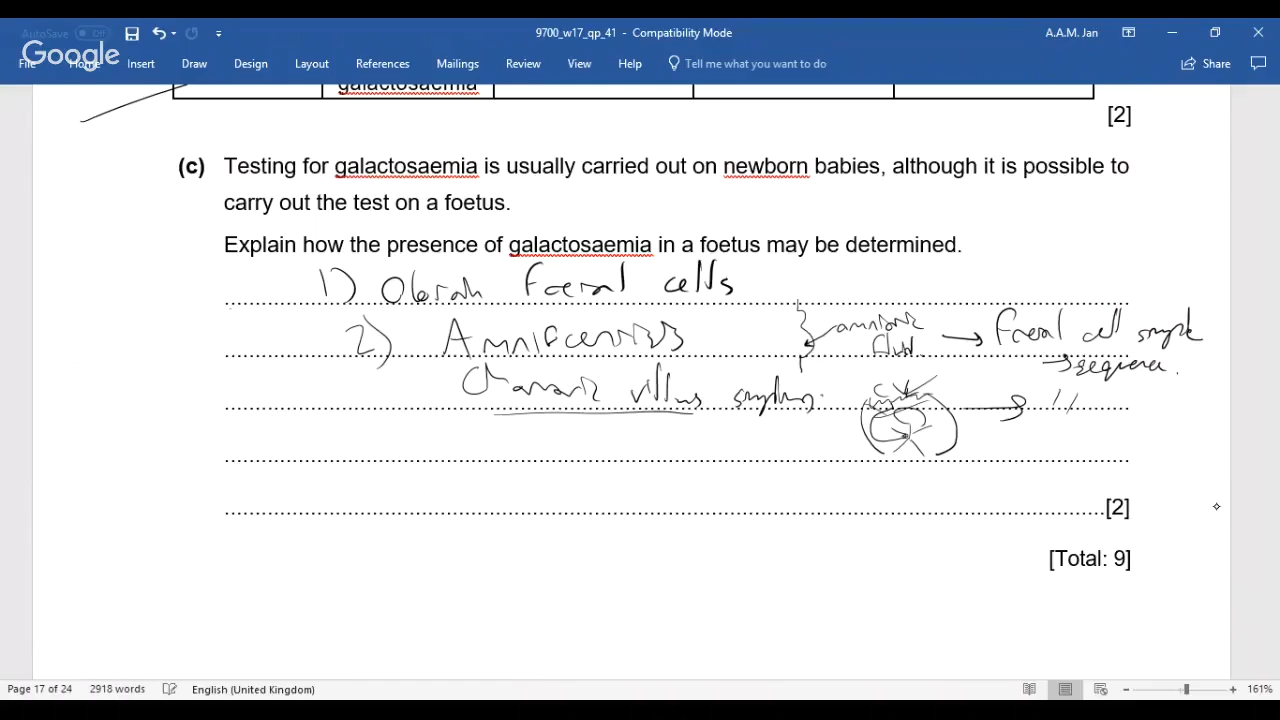 AutoSave Off 9700_w17_qp_41 - Compatibility Mode A.A.M. Jan
Google
File Home Insert Draw Design Layout References Mailings Review View Help Tell me what you want to do Share
galactosaemia
[2]
(c) Testing for galactosaemia is usually carried out on newborn babies, although it is possible to
carry out the test on a foetus.
Explain how the presence of galactosaemia in a foetus may be determined.
1) Obtain Foetal cells
2) Amniocentesis amniotic fluid → Foetal cell sample
→ sequence.
villus sampling.
[2]
[Total: 9]
Page 17 of 24 2918 words English (United Kingdom) 161%